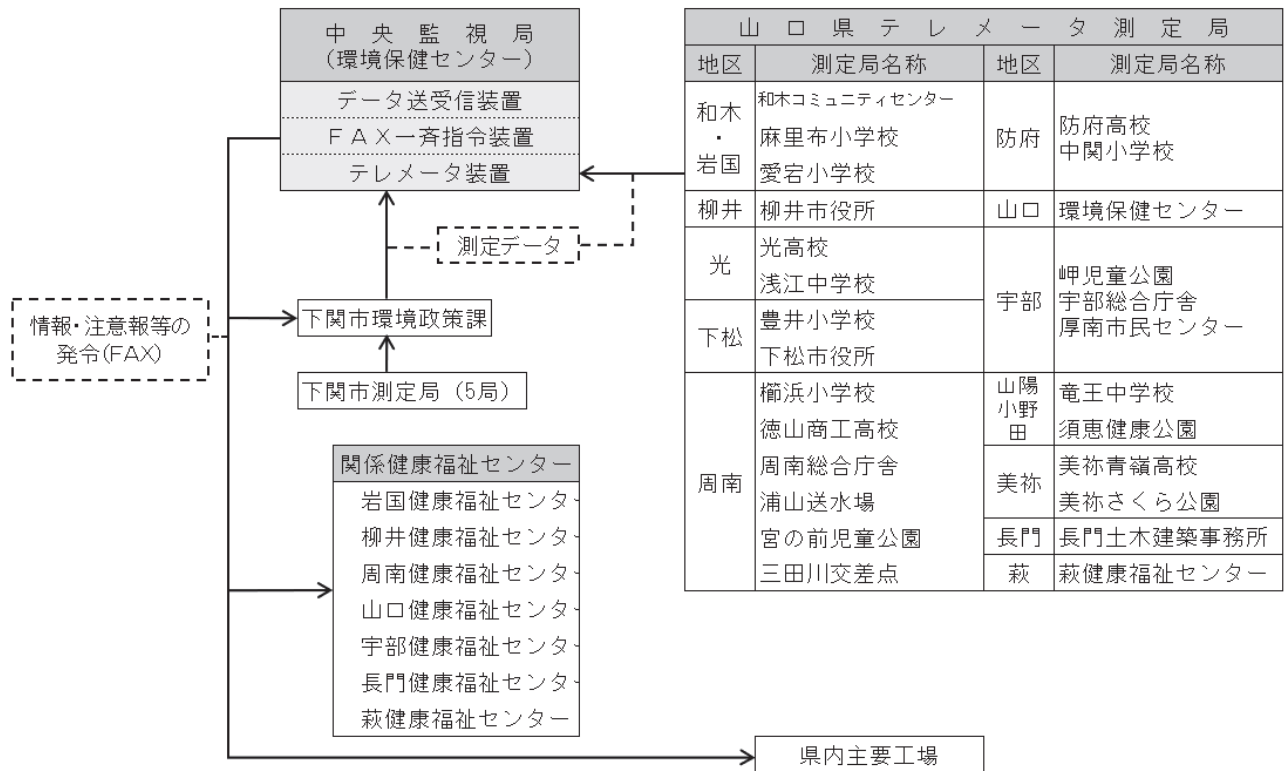 中央監視局
(環境保健センター)
データ送受信装置
FAX一斉指令装置
テレメータ装置
測定データ
情報・注意報等の
発令(FAX)
下関市環境政策課
下関市測定局(5局)
関係健康福祉センター
岩国健康福祉センタ
柳井健康福祉センタ
周南健康福祉センタ
山口健康福祉センタ
宇部健康福祉センタ
長門健康福祉センタ
萩健康福祉センター
県内主要工場
山口県テレメータ測定局
地区 測定局名称 地区 測定局名称
和木
・
岩国
和木コミュニティセンター
麻里布小学校
愛宕小学校
柳井 柳井市役所
光
光高校
浅江中学校
下松
豊井小学校
下松市役所
周南
櫛浜小学校
徳山商工高校
周南総合庁舎
浦山送水場
宮の前児童公園
三田川交差点
防府
防府高校
中関小学校
山口 環境保健センター
宇部
岬児童公園
宇部総合庁舎
厚南市民センター
山陽
小野
田
竜王中学校
須恵健康公園
美祢
美祢青嶺高校
美祢さくら公園
長門 長門土木建築事務所
萩 萩健康福祉センター